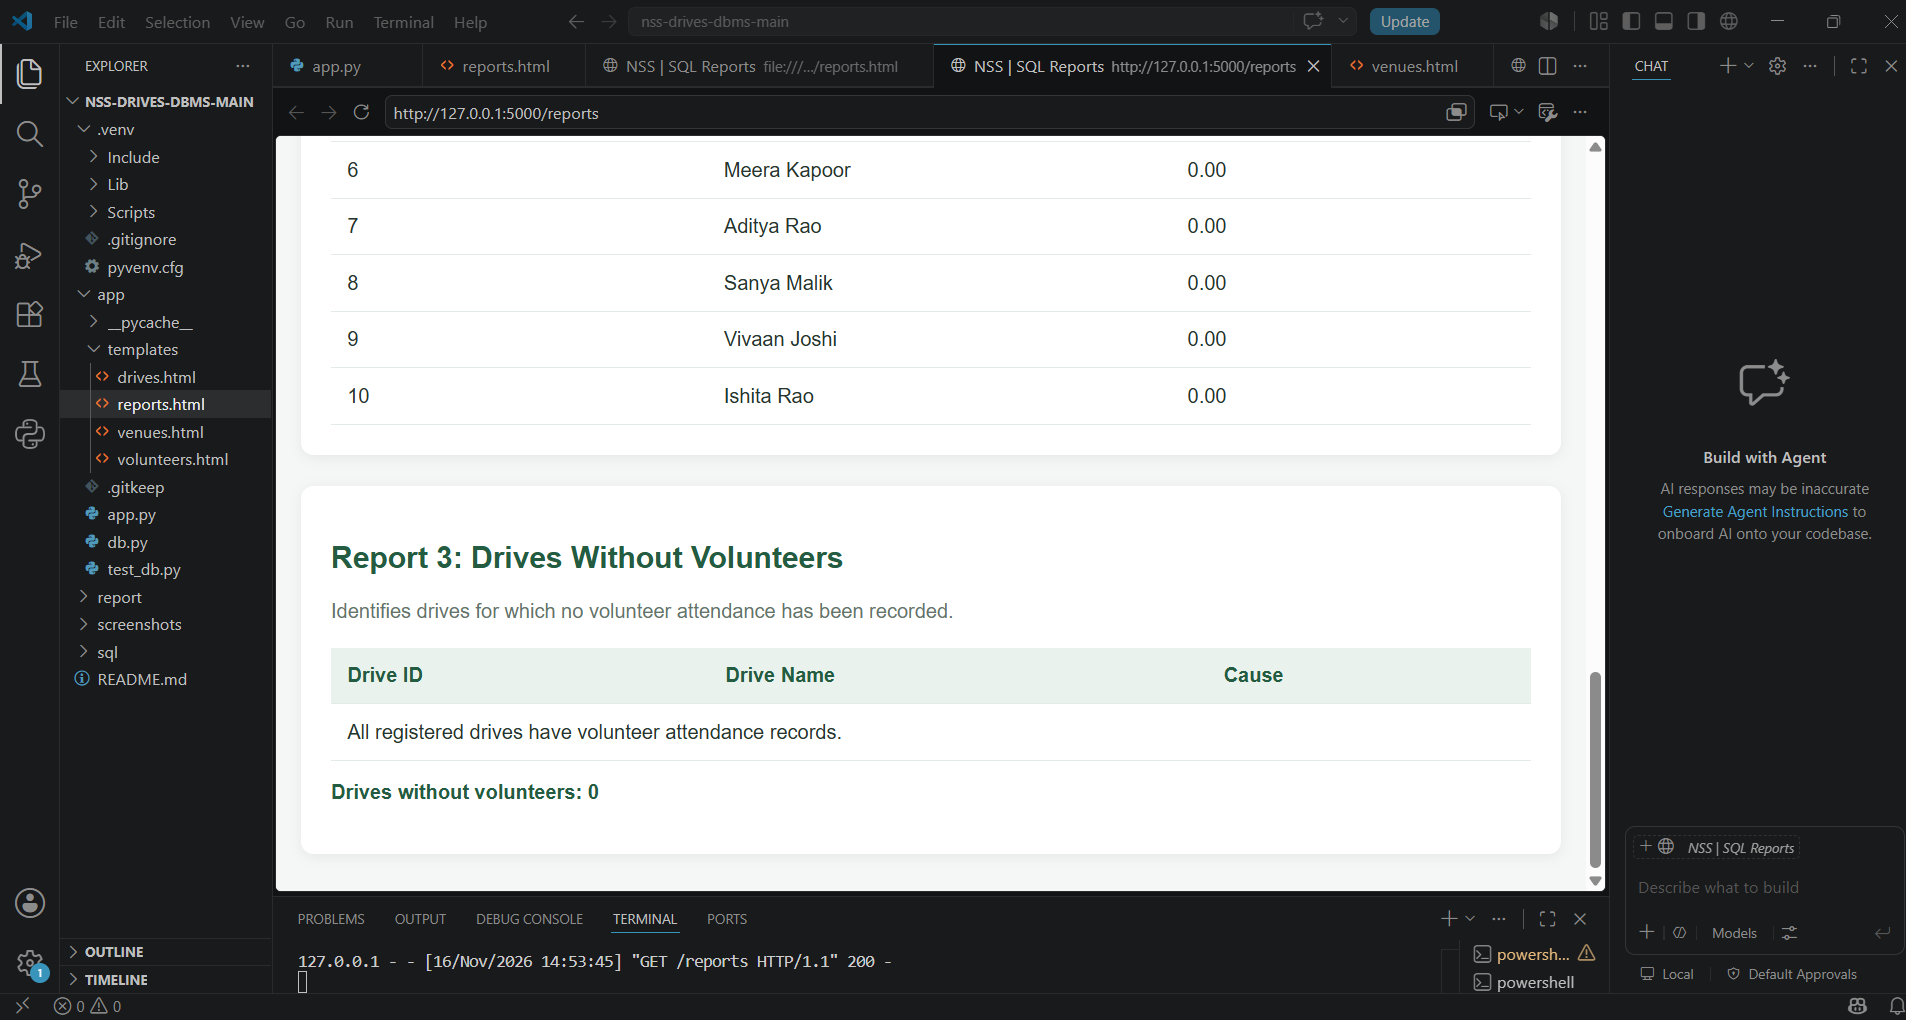 File Edit Selection View Go Run Terminal Help
nss-drives-dbms-main
Update
EXPLORER
NSS-DRIVES-DBMS-MAIN
.venv
Include
Lib
Scripts
.gitignore
pyvenv.cfg
app
__pycache__
templates
drives.html
reports.html
venues.html
volunteers.html
.gitkeep
app.py
db.py
test_db.py
report
screenshots
sql
README.md
OUTLINE
TIMELINE
app.py
reports.html
NSS | SQL Reports file:///.../reports.html
NSS | SQL Reports http://127.0.0.1:5000/reports
venues.html
http://127.0.0.1:5000/reports
6 Meera Kapoor 0.00
7 Aditya Rao 0.00
8 Sanya Malik 0.00
9 Vivaan Joshi 0.00
10 Ishita Rao 0.00
Report 3: Drives Without Volunteers
Identifies drives for which no volunteer attendance has been recorded.
Drive ID Drive Name Cause
All registered drives have volunteer attendance records.
Drives without volunteers: 0
PROBLEMS OUTPUT DEBUG CONSOLE TERMINAL PORTS
127.0.0.1 - - [16/Nov/2026 14:53:45] "GET /reports HTTP/1.1" 200 -
powersh...
powershell
CHAT
Build with Agent
AI responses may be inaccurate
Generate Agent Instructions to
onboard AI onto your codebase.
NSS | SQL Reports
Describe what to build
Models
Local Default Approvals
1
0 0